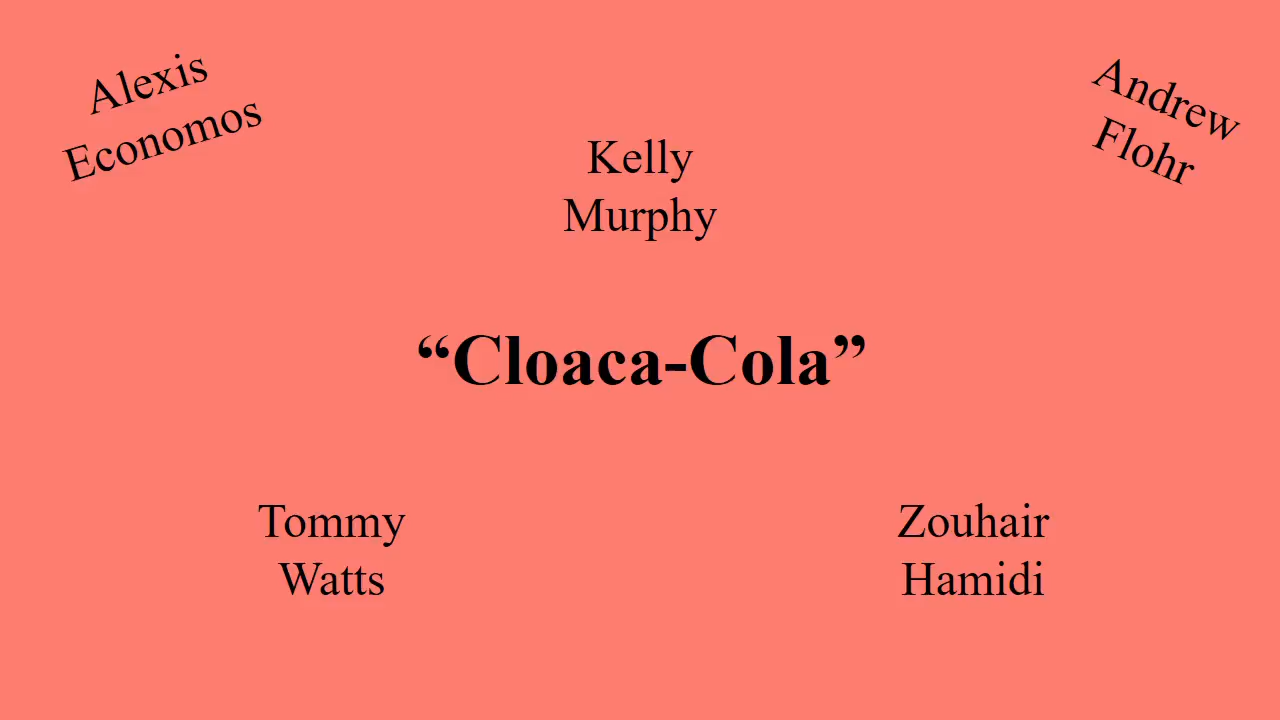 Alexis
Economos
Andrew
Flohr
Kelly
Murphy
“Cloaca-Cola”
Tommy
Watts
Zouhair
Hamidi